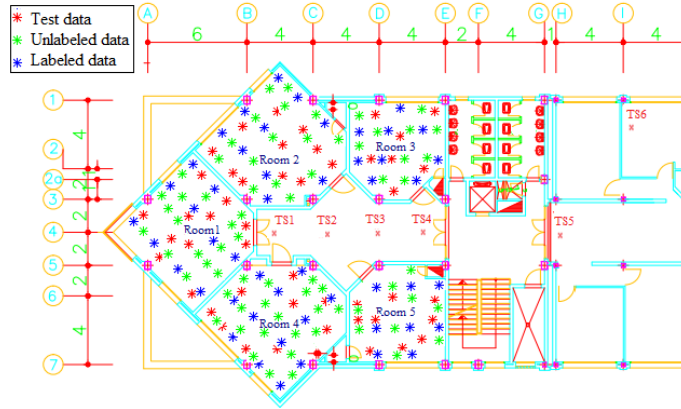 Test data
Unlabeled data
Labeled data
A B C D E F G H I
6 4 4 4 2 4 1 4 4
1
4
2
1
2a
1
3
2
4
2
5
2
6
4
7
TS6
Room 2
Room 3
Room1
TS1 TS2 TS3 TS4 TS5
Room 4
Room 5